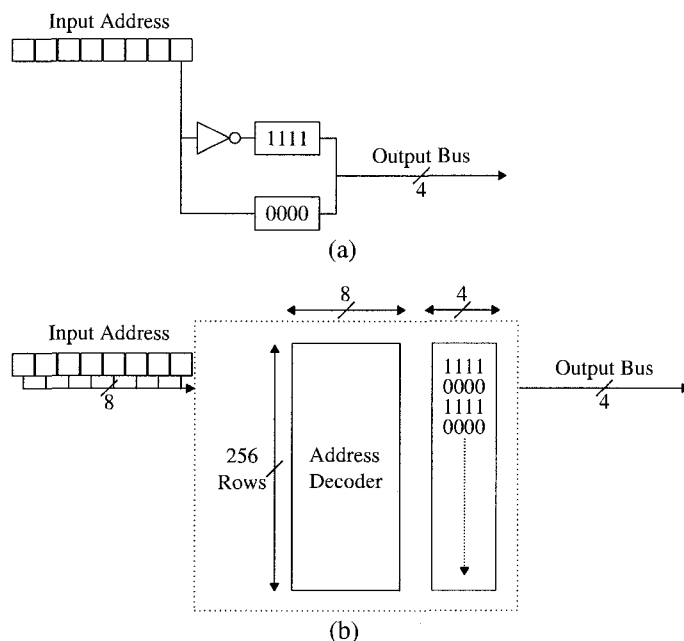 Input Address
1111
Output Bus
4
0000
(a)
8
4
Input Address
8
256
Rows
Address
Decoder
1111
0000
1111
0000
Output Bus
4
(b)